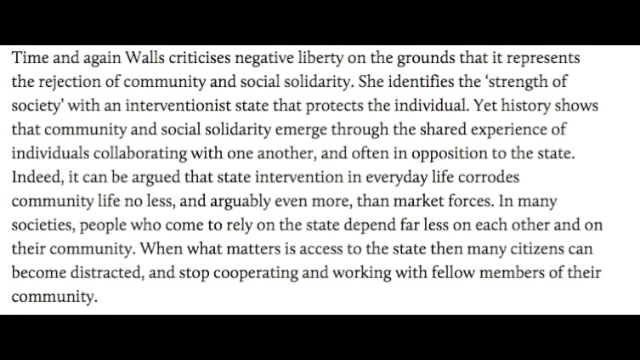 Time and again Walls criticises negative liberty on the grounds that it represents
the rejection of community and social solidarity. She identifies the ‘strength of
society’ with an interventionist state that protects the individual. Yet history shows
that community and social solidarity emerge through the shared experience of
individuals collaborating with one another, and often in opposition to the state.
Indeed, it can be argued that state intervention in everyday life corrodes
community life no less, and arguably even more, than market forces. In many
societies, people who come to rely on the state depend far less on each other and on
their community. When what matters is access to the state then many citizens can
become distracted, and stop cooperating and working with fellow members of their
community.